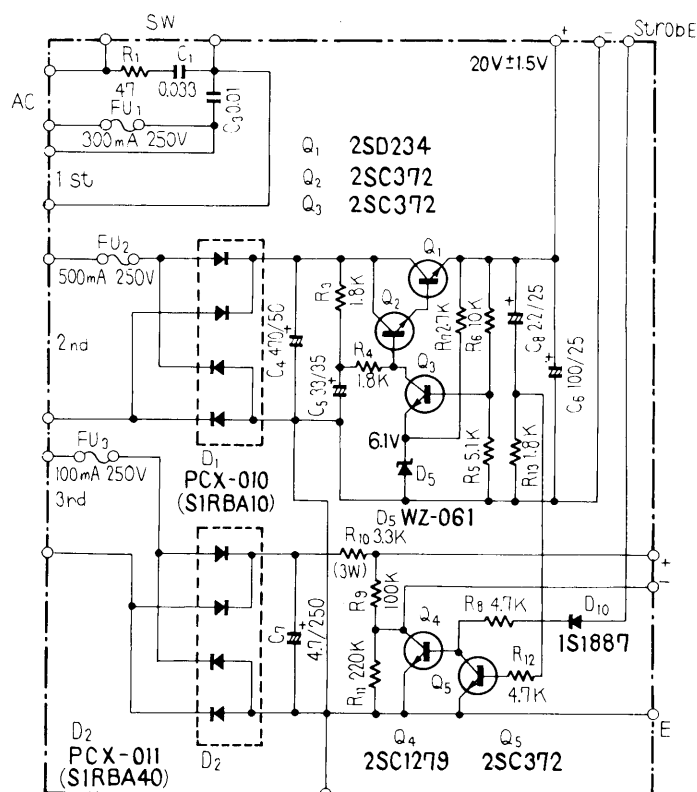 SW
StrobE
R₁
47
C₁
0.033
C₃ 0.01
AC
FU₁
300mA 250V
1st
+
-
20V±1.5V
Q₁ 2SD234
Q₂ 2SC372
Q₃ 2SC372
FU₂
500mA 250V
2nd
C₄ 470/50
+
R₃
1.8K
Q₁
Q₂
R₄
1.8K
C₅ 33/35
+
Q₃
R₇ 2.7K
R₆ 10K
C₈ 2.2/25
+
C₆ 100/25
+
6.1V
D₅
R₅ 5.1K
R₁₃ 1.8K
D₅ WZ-061
FU₃
100mA 250V
3rd
D₁
PCX-010
(S1RBA10)
R₁₀ 3.3K
(3W)
+
-
C₇
4.7/250
+
R₉
100K
R₁₁ 220K
Q₄
Q₅
R₈ 4.7K
D₁₀
1S1887
R₁₂
4.7K
E
D₂
PCX-011
(S1RBA40)
D₂
Q₄
2SC1279
Q₅
2SC372